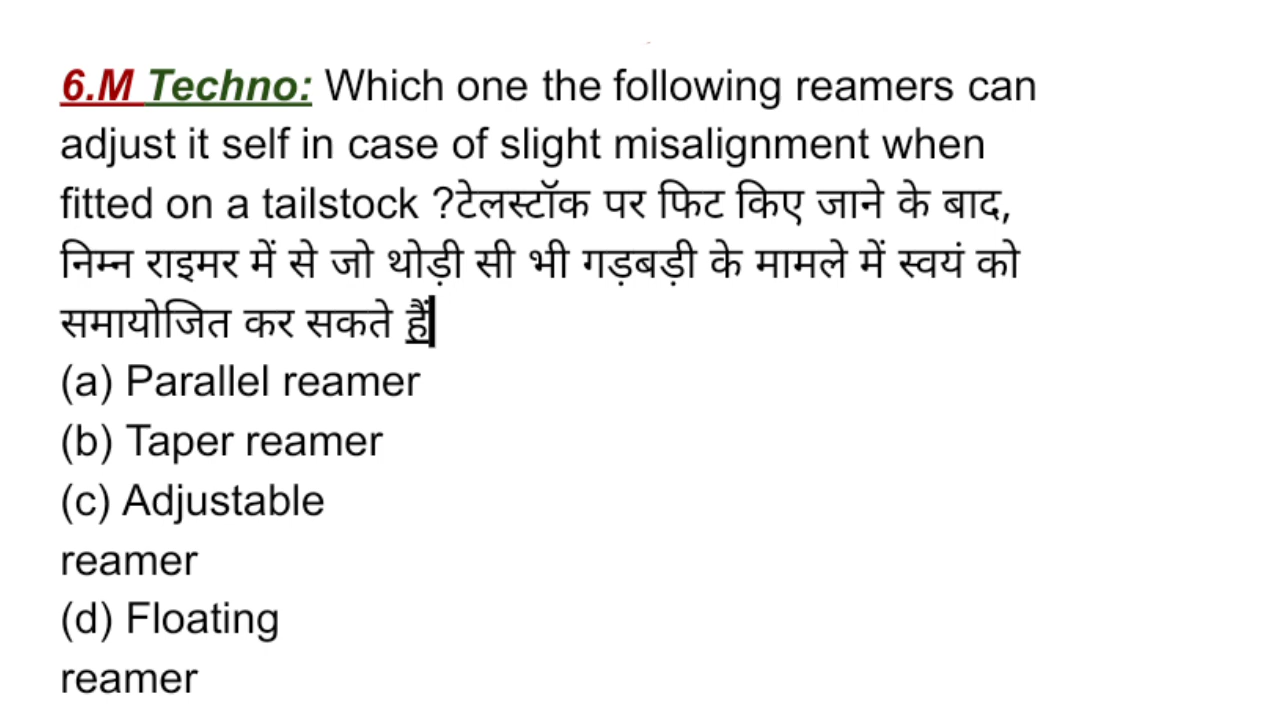 6.M Techno: Which one the following reamers can
adjust it self in case of slight misalignment when
fitted on a tailstock ?टेलस्टॉक पर फिट किए जाने के बाद,
निम्न राइमर में से जो थोड़ी सी भी गड़बड़ी के मामले में स्वयं को
समायोजित कर सकते हैं
(a) Parallel reamer
(b) Taper reamer
(c) Adjustable
reamer
(d) Floating
reamer